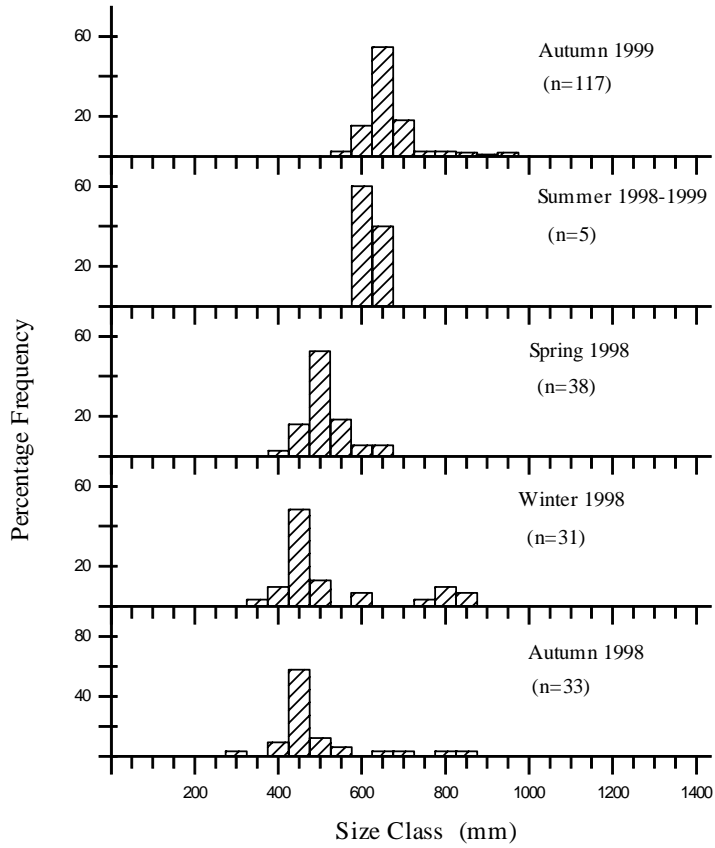 60
20
Autumn 1999
(n=117)
60
20
Summer 1998-1999
(n=5)
60
20
Spring 1998
(n=38)
60
20
Winter 1998
(n=31)
80
40
Autumn 1998
(n=33)
Percentage Frequency
200 400 600 800 1000 1200 1400
Size Class (mm)